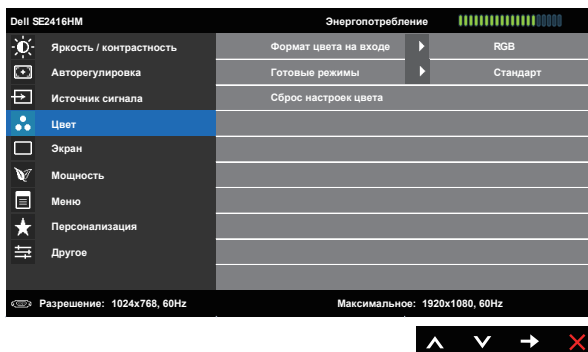 Dell SE2416HM Энергопотребление
Яркость / контрастность Формат цвета на входе RGB
Авторегулировка Готовые режимы Стандарт
Источник сигнала Сброс настроек цвета
Цвет
Экран
Мощность
Меню
Персонализация
Другое
Разрешение: 1024x768, 60Hz Максимально: 1920x1080, 60Hz